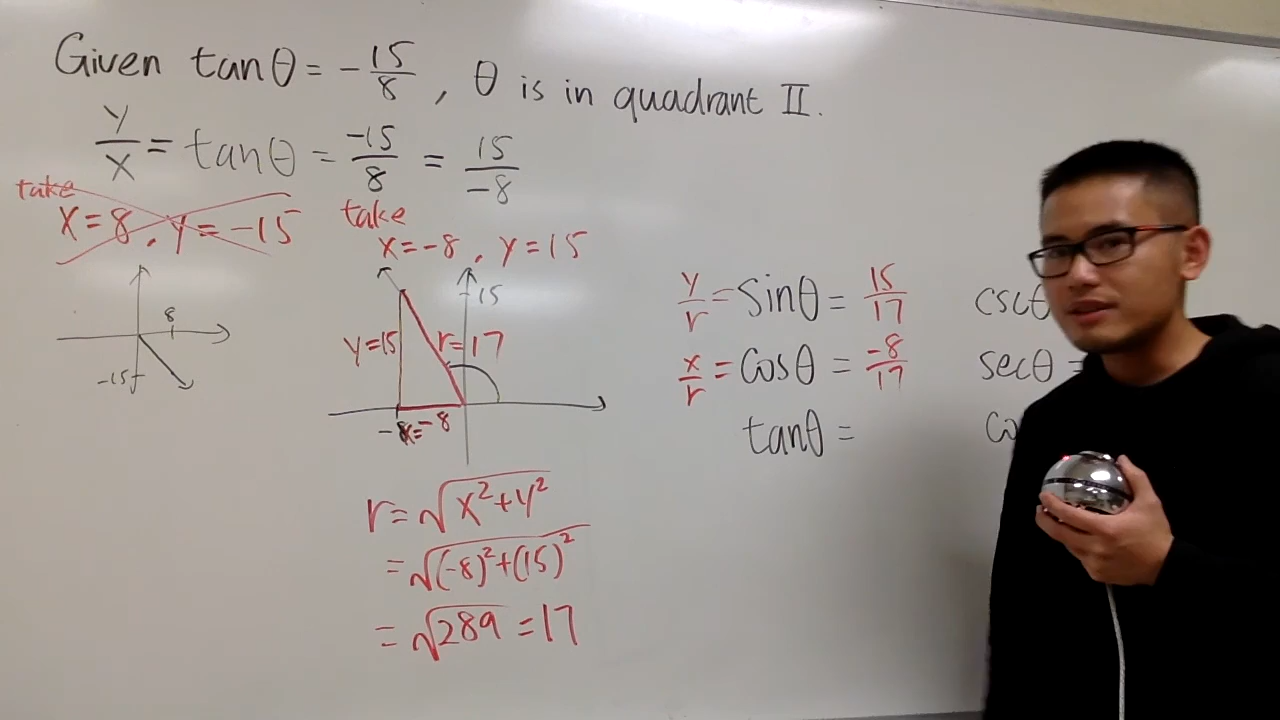 Given tanθ = -15/8, θ is in quadrant II.
y/x = tanθ = -15/8 = 15/-8
take
x=8, y=-15
take
x=-8, y=15
8
-15
15
y=15
r=17
-8
x=-8
r=√(x²+y²)
=√((-8)²+(15)²)
=√289 =17
y/r = sinθ = 15/17
cscθ
x/r = cosθ = -8/17
secθ =
tanθ =